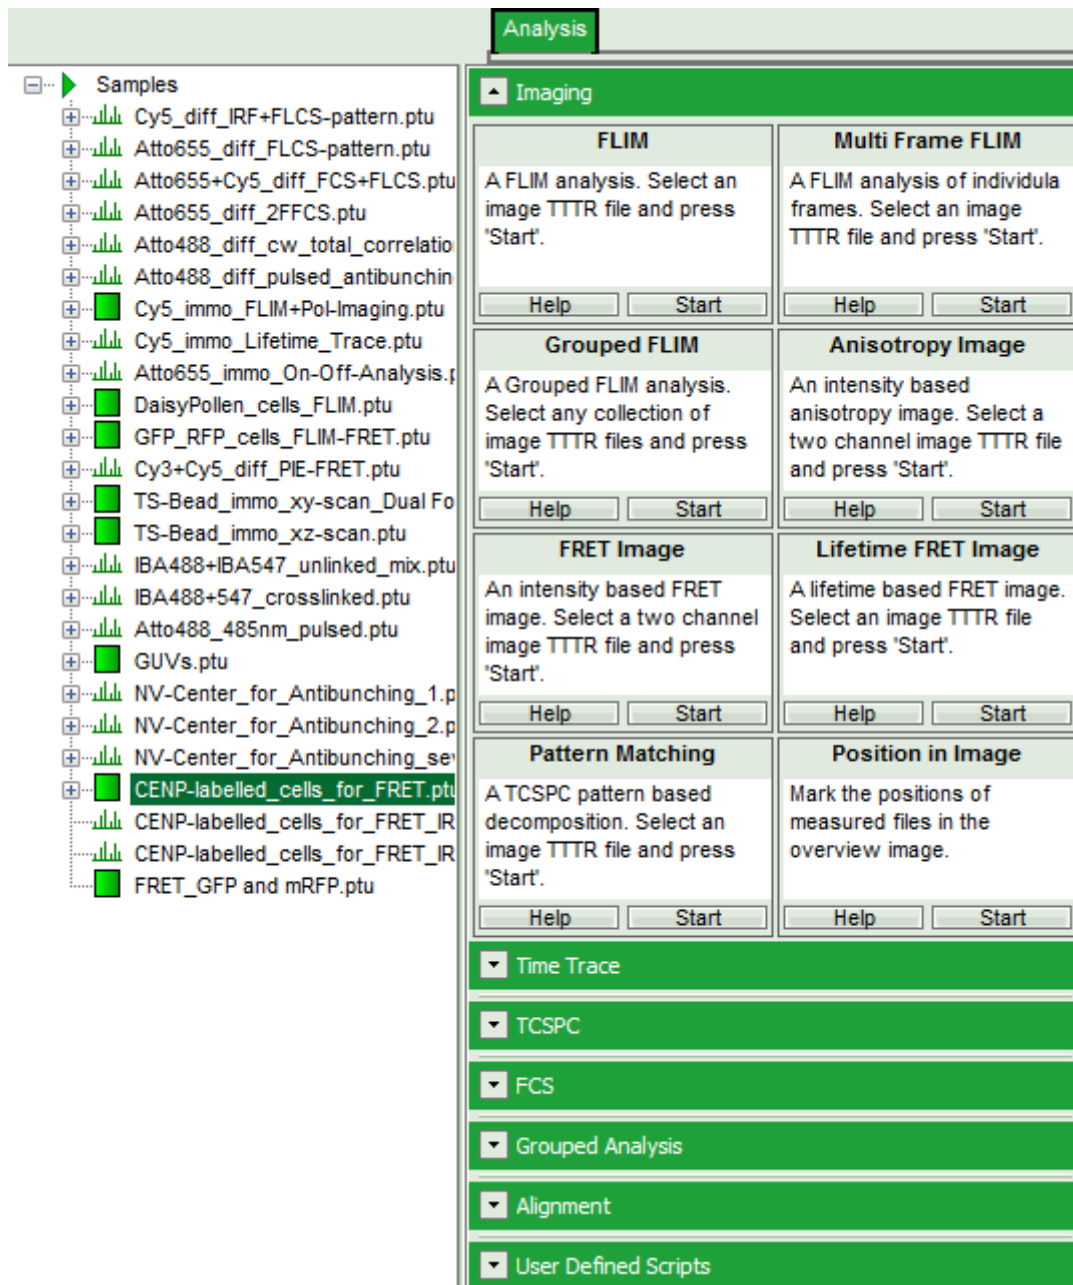 Analysis
Samples
Cy5_diff_IRF+FLCS-pattern.ptu
Atto655_diff_FLCS-pattern.ptu
Atto655+Cy5_diff_FCS+FLCS.ptu
Atto655_diff_2FFCS.ptu
Atto488_diff_cw_total_correlatio
Atto488_diff_pulsed_antibunchin
Cy5_immo_FLIM+Pol-Imaging.ptu
Cy5_immo_Lifetime_Trace.ptu
Atto655_immo_On-Off-Analysis.p
DaisyPollen_cells_FLIM.ptu
GFP_RFP_cells_FLIM-FRET.ptu
Cy3+Cy5_diff_PIE-FRET.ptu
TS-Bead_immo_xy-scan_Dual Fo
TS-Bead_immo_xz-scan.ptu
IBA488+IBA547_unlinked_mix.ptu
IBA488+547_crosslinked.ptu
Atto488_485nm_pulsed.ptu
GUVs.ptu
NV-Center_for_Antibunching_1.p
NV-Center_for_Antibunching_2.p
NV-Center_for_Antibunching_se
CENP-labelled_cells_for_FRET.ptu
CENP-labelled_cells_for_FRET_IR
CENP-labelled_cells_for_FRET_IR
FRET_GFP and mRFP.ptu
Imaging
FLIM
A FLIM analysis. Select an
image TTTR file and press
'Start'.
Help Start
Multi Frame FLIM
A FLIM analysis of individula
frames. Select an image
TTTR file and press 'Start'.
Help Start
Grouped FLIM
A Grouped FLIM analysis.
Select any collection of
image TTTR files and press
'Start'.
Help Start
Anisotropy Image
An intensity based
anisotropy image. Select a
two channel image TTTR file
and press 'Start'.
Help Start
FRET Image
An intensity based FRET
image. Select a two channel
image TTTR file and press
'Start'.
Help Start
Lifetime FRET Image
A lifetime based FRET image.
Select an image TTTR file
and press 'Start'.
Help Start
Pattern Matching
A TCSPC pattern based
decomposition. Select an
image TTTR file and press
'Start'.
Help Start
Position in Image
Mark the positions of
measured files in the
overview image.
Help Start
Time Trace
TCSPC
FCS
Grouped Analysis
Alignment
User Defined Scripts